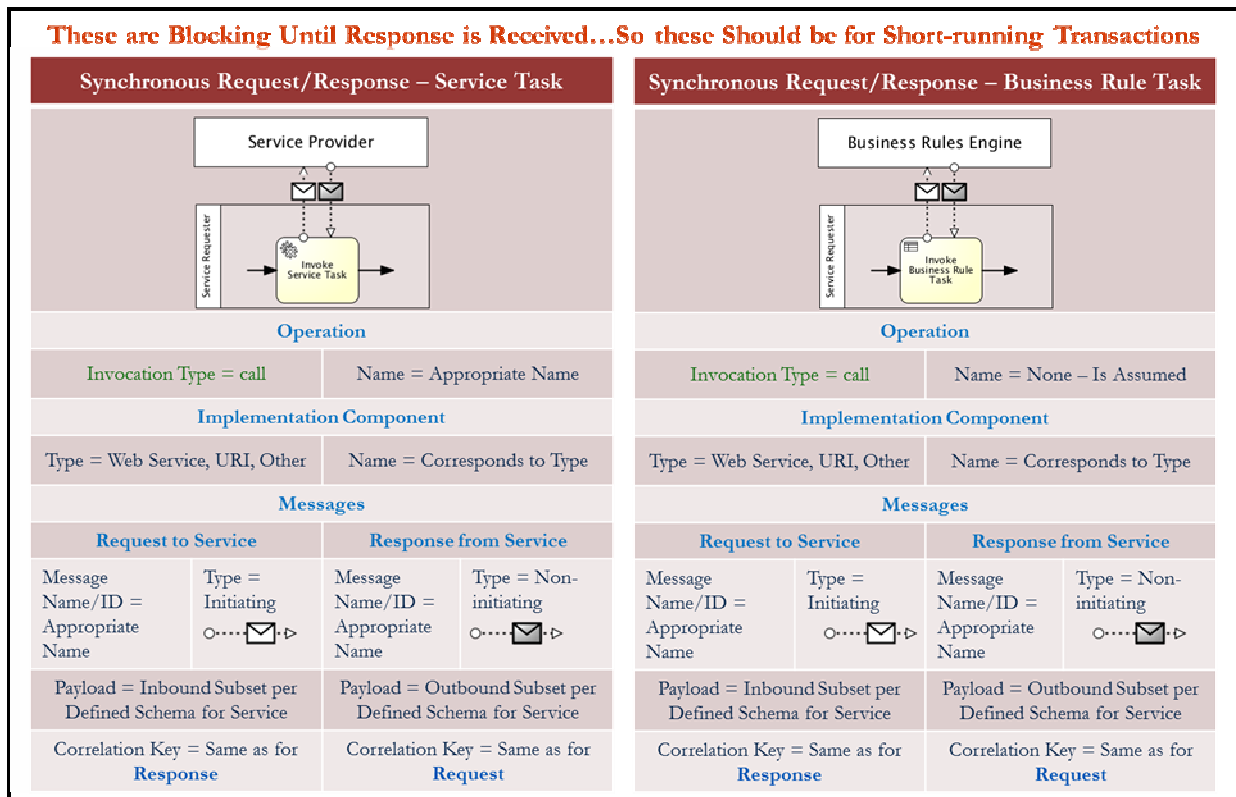 These are Blocking Until Response is Received...So these Should be for Short-running Transactions
Synchronous Request/Response – Service Task
Service Provider
Service Requester
Invoke
Service Task
Operation
Invocation Type = call
Name = Appropriate Name
Implementation Component
Type = Web Service, URI, Other
Name = Corresponds to Type
Messages
Request to Service
Response from Service
Message
Name/ID =
Appropriate
Name
Type =
Initiating
Message
Name/ID =
Appropriate
Name
Type = Non-
initiating
Payload = Inbound Subset per
Defined Schema for Service
Payload = Outbound Subset per
Defined Schema for Service
Correlation Key = Same as for
Response
Correlation Key = Same as for
Request
Synchronous Request/Response – Business Rule Task
Business Rules Engine
Service Requester
Invoke
Business Rule
Task
Operation
Invocation Type = call
Name = None – Is Assumed
Implementation Component
Type = Web Service, URI, Other
Name = Corresponds to Type
Messages
Request to Service
Response from Service
Message
Name/ID =
Appropriate
Name
Type =
Initiating
Message
Name/ID =
Appropriate
Name
Type = Non-
initiating
Payload = Inbound Subset per
Defined Schema for Service
Payload = Outbound Subset per
Defined Schema for Service
Correlation Key = Same as for
Response
Correlation Key = Same as for
Request